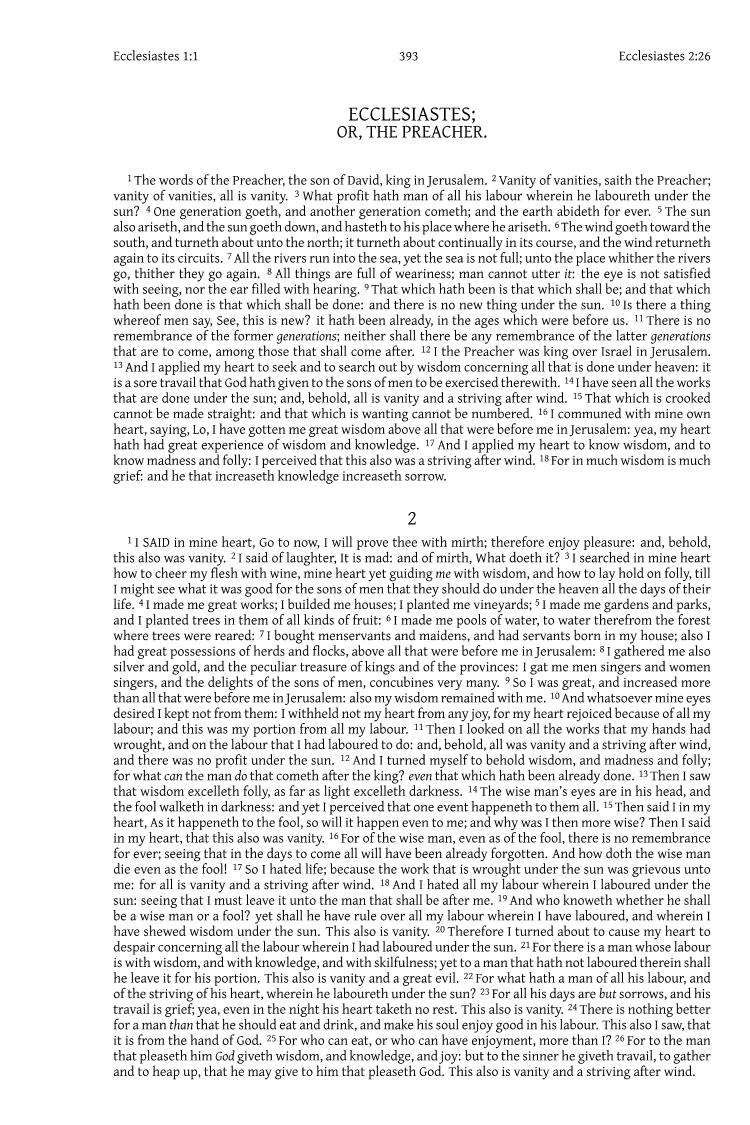 Ecclesiastes 1:1 393 Ecclesiastes 2:26
ECCLESIASTES;
OR, THE PREACHER.
1 The words of the Preacher, the son of David, king in Jerusalem. 2 Vanity of vanities, saith the Preacher;
vanity of vanities, all is vanity. 3 What profit hath man of all his labour wherein he laboureth under the
sun? 4 One generation goeth, and another generation cometh; and the earth abideth for ever. 5 The sun
also ariseth, and the sun goeth down, and hasteth to his place where he ariseth. 6 The wind goeth toward the
south, and turneth about unto the north; it turneth about continually in its course, and the wind returneth
again to its circuits. 7 All the rivers run into the sea, yet the sea is not full; unto the place whither the rivers
go, thither they go again. 8 All things are full of weariness; man cannot utter it: the eye is not satisfied
with seeing, nor the ear filled with hearing. 9 That which hath been is that which shall be; and that which
hath been done is that which shall be done: and there is no new thing under the sun. 10 Is there a thing
whereof men say, See, this is new? it hath been already, in the ages which were before us. 11 There is no
remembrance of the former generations; neither shall there be any remembrance of the latter generations
that are to come, among those that shall come after. 12 I the Preacher was king over Israel in Jerusalem.
13 And I applied my heart to seek and to search out by wisdom concerning all that is done under heaven: it
is a sore travail that God hath given to the sons of men to be exercised therewith. 14 I have seen all the works
that are done under the sun; and, behold, all is vanity and a striving after wind. 15 That which is crooked
cannot be made straight: and that which is wanting cannot be numbered. 16 I communed with mine own
heart, saying, Lo, I have gotten me great wisdom above all that were before me in Jerusalem: yea, my heart
hath had great experience of wisdom and knowledge. 17 And I applied my heart to know wisdom, and to
know madness and folly: I perceived that this also was a striving after wind. 18 For in much wisdom is much
grief: and he that increaseth knowledge increaseth sorrow.
2
1 I SAID in mine heart, Go to now, I will prove thee with mirth; therefore enjoy pleasure: and, behold,
this also was vanity. 2 I said of laughter, It is mad: and of mirth, What doeth it? 3 I searched in mine heart
how to cheer my flesh with wine, mine heart yet guiding me with wisdom, and how to lay hold on folly, till
I might see what it was good for the sons of men that they should do under the heaven all the days of their
life. 4 I made me great works; I builded me houses; I planted me vineyards; 5 I made me gardens and parks,
and I planted trees in them of all kinds of fruit: 6 I made me pools of water, to water therefrom the forest
where trees were reared: 7 I bought menservants and maidens, and had servants born in my house; also I
had great possessions of herds and flocks, above all that were before me in Jerusalem: 8 I gathered me also
silver and gold, and the peculiar treasure of kings and of the provinces: I gat me men singers and women
singers, and the delights of the sons of men, concubines very many. 9 So I was great, and increased more
than all that were before me in Jerusalem: also my wisdom remained with me. 10 And whatsoever mine eyes
desired I kept not from them: I withheld not my heart from any joy, for my heart rejoiced because of all my
labour; and this was my portion from all my labour. 11 Then I looked on all the works that my hands had
wrought, and on the labour that I had laboured to do: and, behold, all was vanity and a striving after wind,
and there was no profit under the sun. 12 And I turned myself to behold wisdom, and madness and folly;
for what can the man do that cometh after the king? even that which hath been already done. 13 Then I saw
that wisdom excelleth folly, as far as light excelleth darkness. 14 The wise man's eyes are in his head, and
the fool walketh in darkness: and yet I perceived that one event happeneth to them all. 15 Then said I in my
heart, As it happeneth to the fool, so will it happen even to me; and why was I then more wise? Then I said
in my heart, that this also was vanity. 16 For of the wise man, even as of the fool, there is no remembrance
for ever; seeing that in the days to come all will have been already forgotten. And how doth the wise man
die even as the fool! 17 So I hated life; because the work that is wrought under the sun was grievous unto
me: for all is vanity and a striving after wind. 18 And I hated all my labour wherein I laboured under the
sun: seeing that I must leave it unto the man that shall be after me. 19 And who knoweth whether he shall
be a wise man or a fool? yet shall he have rule over all my labour wherein I have laboured, and wherein I
have shewed wisdom under the sun. This also is vanity. 20 Therefore I turned about to cause my heart to
despair concerning all the labour wherein I had laboured under the sun. 21 For there is a man whose labour
is with wisdom, and with knowledge, and with skilfulness; yet to a man that hath not laboured therein shall
he leave it for his portion. This also is vanity and a great evil. 22 For what hath a man of all his labour, and
of the striving of his heart, wherein he laboureth under the sun? 23 For all his days are but sorrows, and his
travail is grief; yea, even in the night his heart taketh no rest. This also is vanity. 24 There is nothing better
for a man than that he should eat and drink, and make his soul enjoy good in his labour. This also I saw, that
it is from the hand of God. 25 For who can eat, or who can have enjoyment, more than I? 26 For to the man
that pleaseth him God giveth wisdom, and knowledge, and joy: but to the sinner he giveth travail, to gather
and to heap up, that he may give to him that pleaseth God. This also is vanity and a striving after wind.